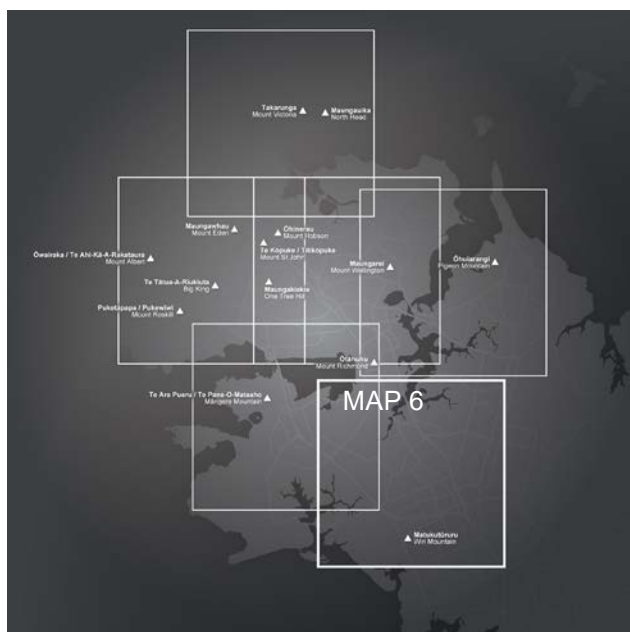 Takarunga
Mount Victoria
Maungauika
North Head
Maungawhau
Mount Eden
Ōhinerau
Mount Hobson
Te Kōpuke / Tītīkōpuke
Mount St John
Ōwairaka / Te Ahi-Kā-A-Rakataura
Mount Albert
Maungarei
Mount Wellington
Ōhuiarangi
Pigeon Mountain
Te Tātua-A-Riukiuta
Big King
Maungakiekie
One Tree Hill
Puketāpapa / Pukewīwī
Mount Roskill
Ōtāhuhu
Mount Richmond
Te Ara Pueru / Te Pane-O-Mataaho
Māngere Mountain
MAP 6
Matukutūruru
Wiri Mountain